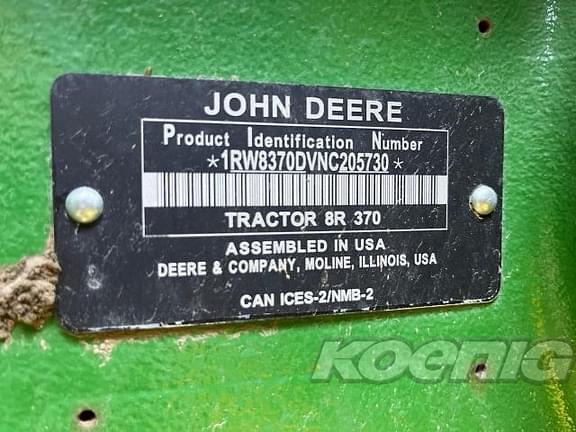 JOHN DEERE
Product Identification Number
*1RW8370DVNC205730*
TRACTOR 8R 370
ASSEMBLED IN USA
DEERE & COMPANY, MOLINE, ILLINOIS, USA
CAN ICES-2/NMB-2
KOENIG